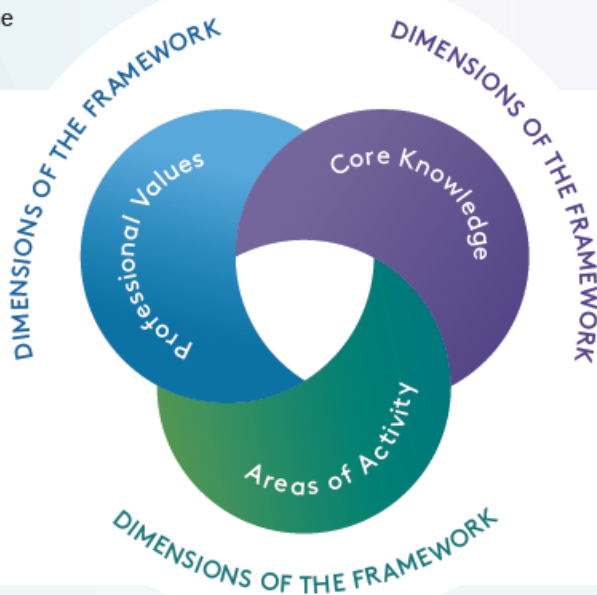 DIMENSIONS OF THE FRAMEWORK
DIMENSIONS OF THE FRAMEWORK
Professional Values
Core Knowledge
Areas of Activity
DIMENSIONS OF THE FRAMEWORK